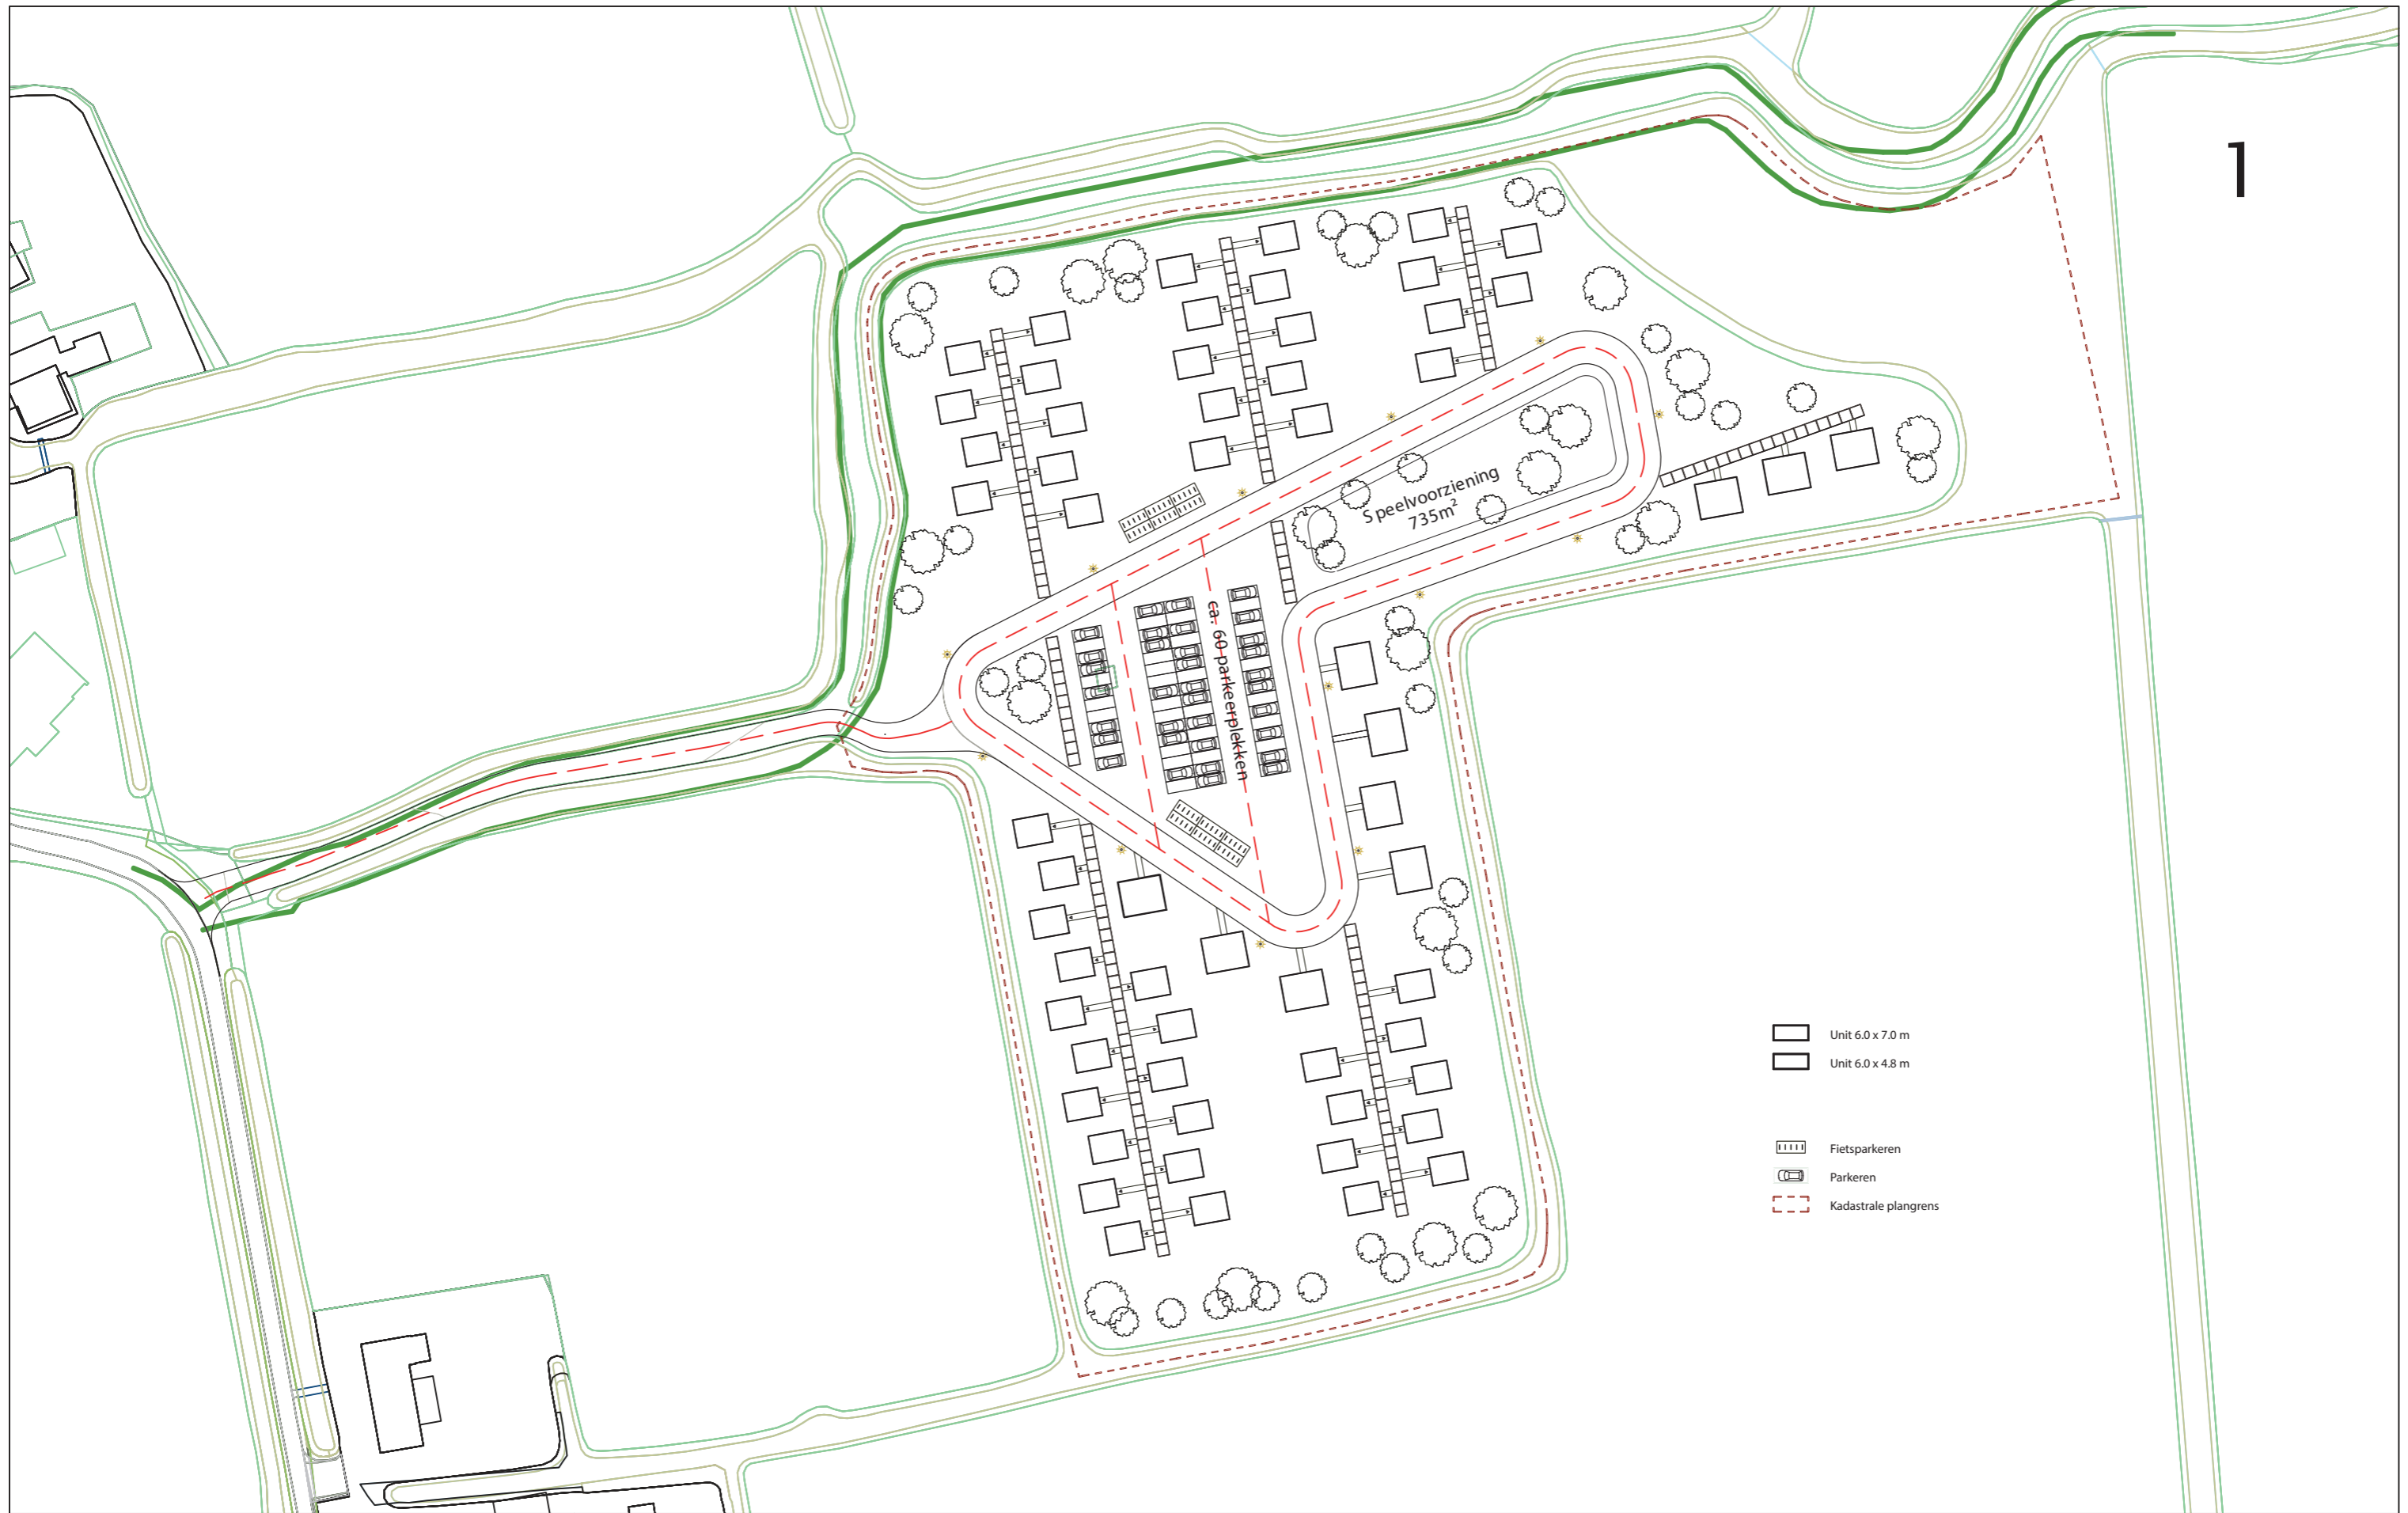 1
Speelvoorziening
735m²
ca. 60 parkeerplekken
Unit 6.0 x 7.0 m
Unit 6.0 x 4.8 m
Fietsparkeren
Parkeren
Kadastrale plangrens